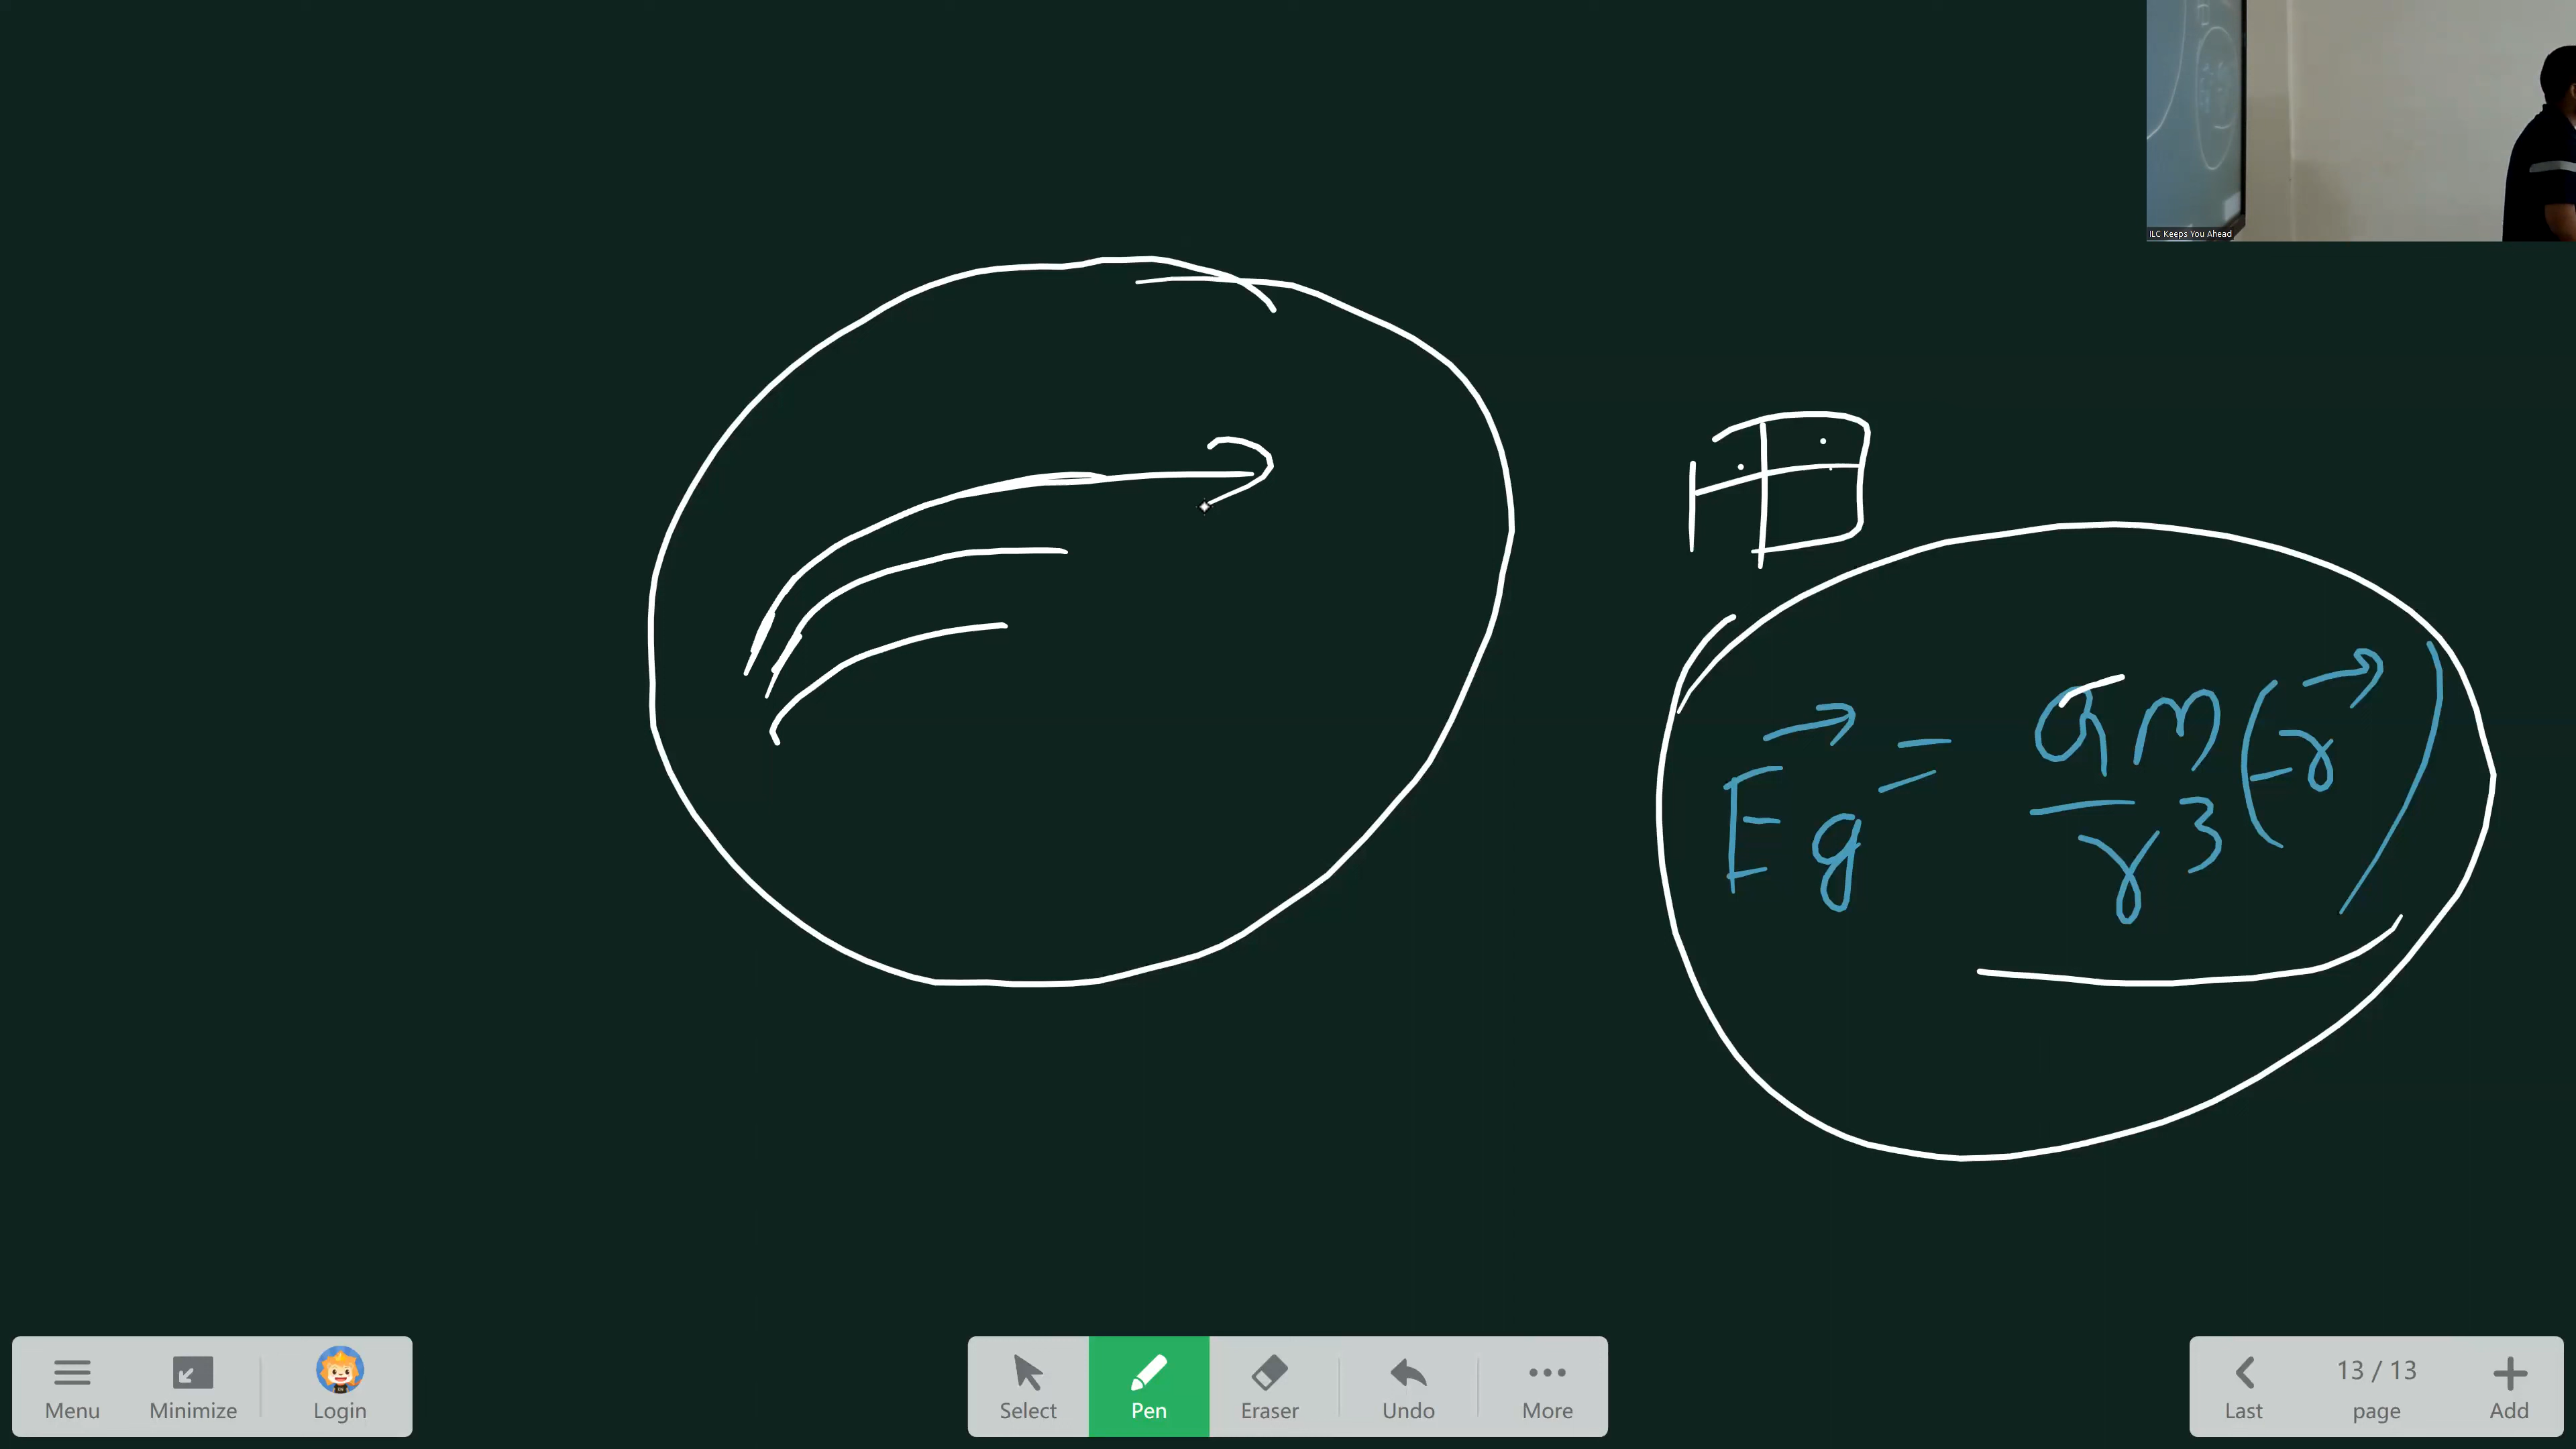 ILC Keeps You Ahead
E⃗g = Gm/r³ (-r⃗)
Menu
Minimize
Login
Select
Pen
Eraser
Undo
More
Last
13 / 13
page
Add